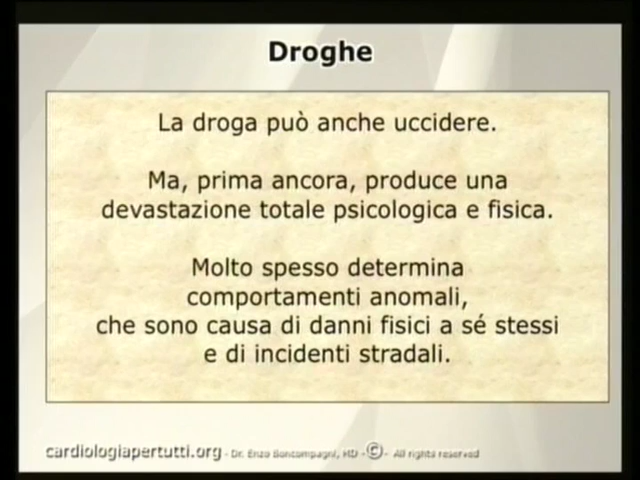 Droghe
La droga può anche uccidere.
Ma, prima ancora, produce una
devastazione totale psicologica e fisica.
Molto spesso determina
comportamenti anomali,
che sono causa di danni fisici a sé stessi
e di incidenti stradali.
cardiologiapertutti.org - Dr. Enzo Boncompagni, MD - © - All rights reserved